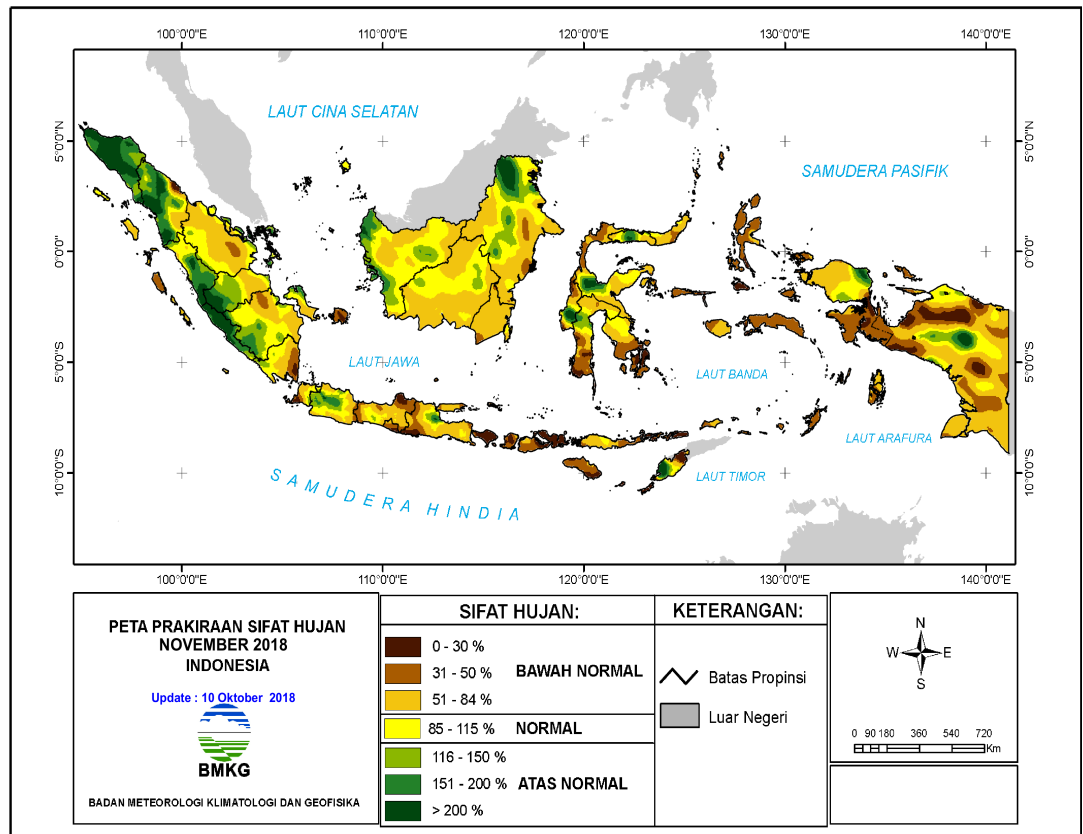 100°0'0"E 110°0'0"E 120°0'0"E 130°0'0"E 140°0'0"E
LAUT CINA SELATAN
5°0'0"N 5°0'0"N
SAMUDERA PASIFIK
0°0'0" 0°0'0"
5°0'0"S 5°0'0"S
LAUT JAWA
LAUT BANDA
LAUT ARAFURA
10°0'0"S 10°0'0"S
LAUT TIMOR
SAMUDERA HINDIA
100°0'0"E 110°0'0"E 120°0'0"E 130°0'0"E 140°0'0"E
PETA PRAKIRAAN SIFAT HUJAN
NOVEMBER 2018
INDONESIA
Update : 10 Oktober 2018
BMKG
BADAN METEOROLOGI KLIMATOLOGI DAN GEOFISIKA
SIFAT HUJAN:
0 - 30 %
31 - 50 % BAWAH NORMAL
51 - 84 %
85 - 115 % NORMAL
116 - 150 %
151 - 200 % ATAS NORMAL
> 200 %
KETERANGAN:
Batas Propinsi
Luar Negeri
N
W E
S
0 90 180 360 540 720
Km